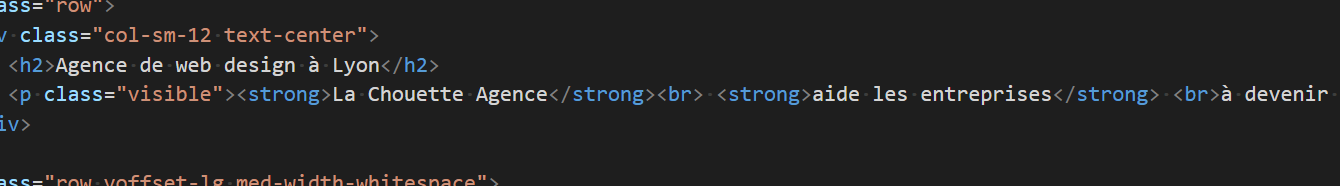 ass="row">
v class="col-sm-12 text-center">
<h2>Agence de web design à Lyon</h2>
<p class="visible"><strong>La Chouette Agence</strong><br> <strong>aide les entreprises</strong> <br>à devenir
iv>
ass="row voffset-lg med-width-whitespace">